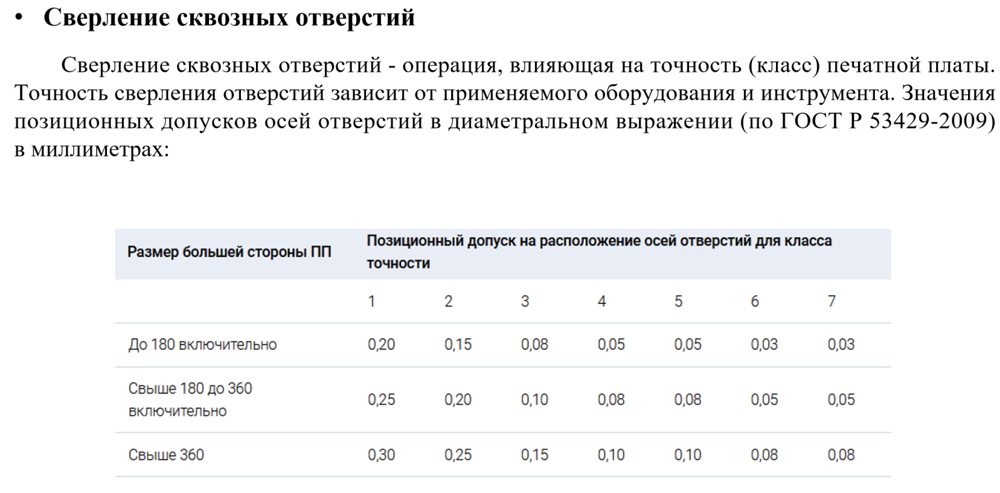 • Сверление сквозных отверстий
Сверление сквозных отверстий - операция, влияющая на точность (класс) печатной платы.
Точность сверления отверстий зависит от применяемого оборудования и инструмента. Значения
позиционных допусков осей отверстий в диаметральном выражении (по ГОСТ Р 53429-2009)
в миллиметрах:
Размер большей стороны ПП
Позиционный допуск на расположение осей отверстий для класса
точности
1 2 3 4 5 6 7
До 180 включительно 0,20 0,15 0,08 0,05 0,05 0,03 0,03
Свыше 180 до 360
включительно
0,25 0,20 0,10 0,08 0,08 0,05 0,05
Свыше 360 0,30 0,25 0,15 0,10 0,10 0,08 0,08